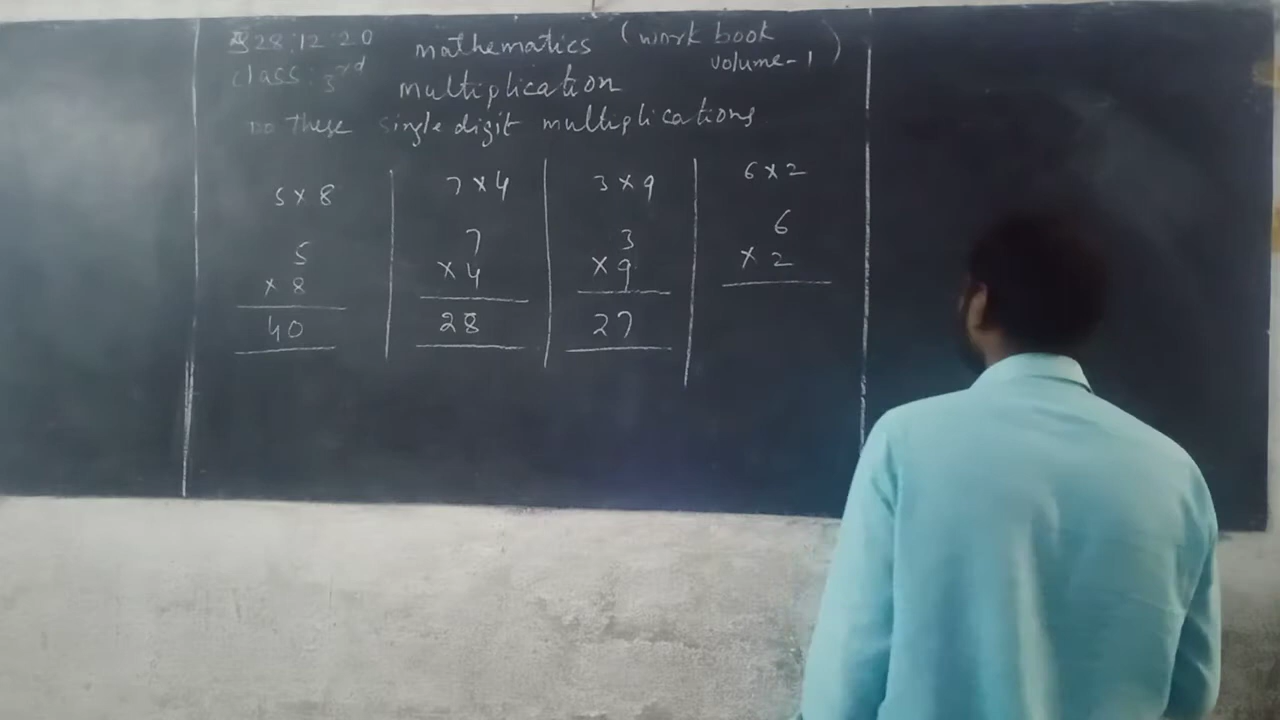 28:12:20 mathematics (work book
class: 3rd volume-1)
multiplication
Do These single digit multiplications
5 x 8 7 x 4 3 x 9 6 x 2
5 7 3 6
x 8 x 4 x 9 x 2
40 28 27